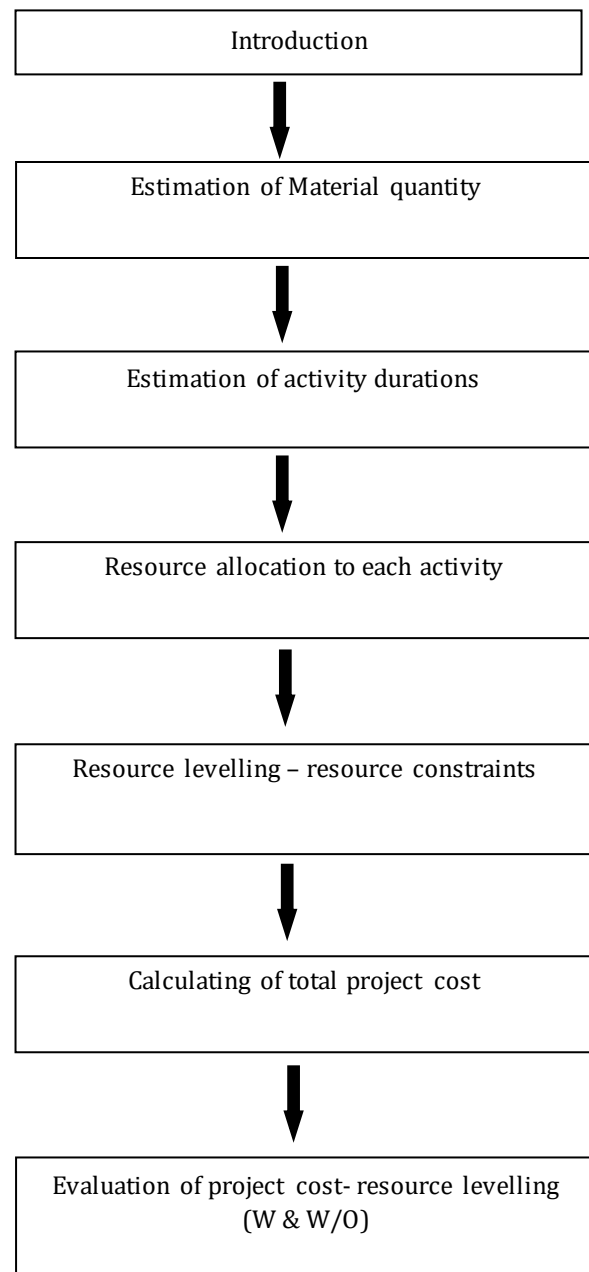 Introduction
Estimation of Material quantity
Estimation of activity durations
Resource allocation to each activity
Resource levelling – resource constraints
Calculating of total project cost
Evaluation of project cost- resource levelling
(W & W/O)